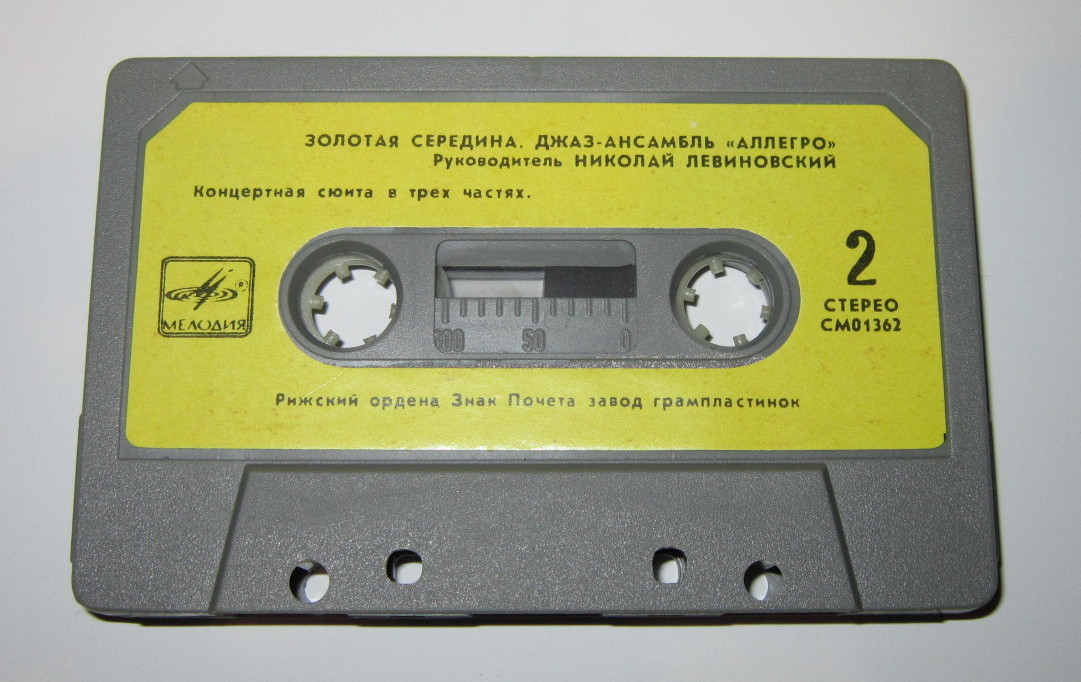 ЗОЛОТАЯ СЕРЕДИНА. ДЖАЗ-АНСАМБЛЬ «АЛЛЕГРО»
Руководитель НИКОЛАЙ ЛЕВИНОВСКИЙ
Концертная сюита в трех частях.
2
СТЕРЕО
СМ01362
МЕЛОДИЯ
100 50 0
Рижский ордена Знак Почета завод грампластинок